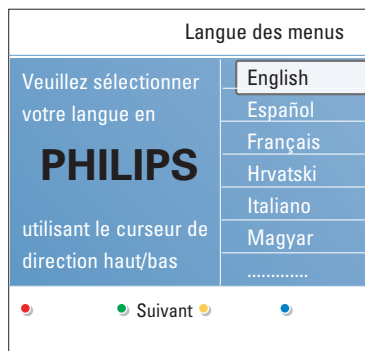 Langue des menus
Veuillez sélectionner
votre langue en
PHILIPS
utilisant le curseur de
direction haut/bas
English
Español
Français
Hrvatski
Italiano
Magyar
.............
Suivant